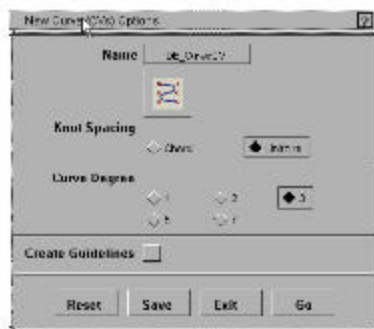 New Curve (CVs) Options
?
Name
Knot Spacing
Chord Uniform
Curve Degree
1 2 3
5 7
Create Guidelines
Reset Save Exit Go